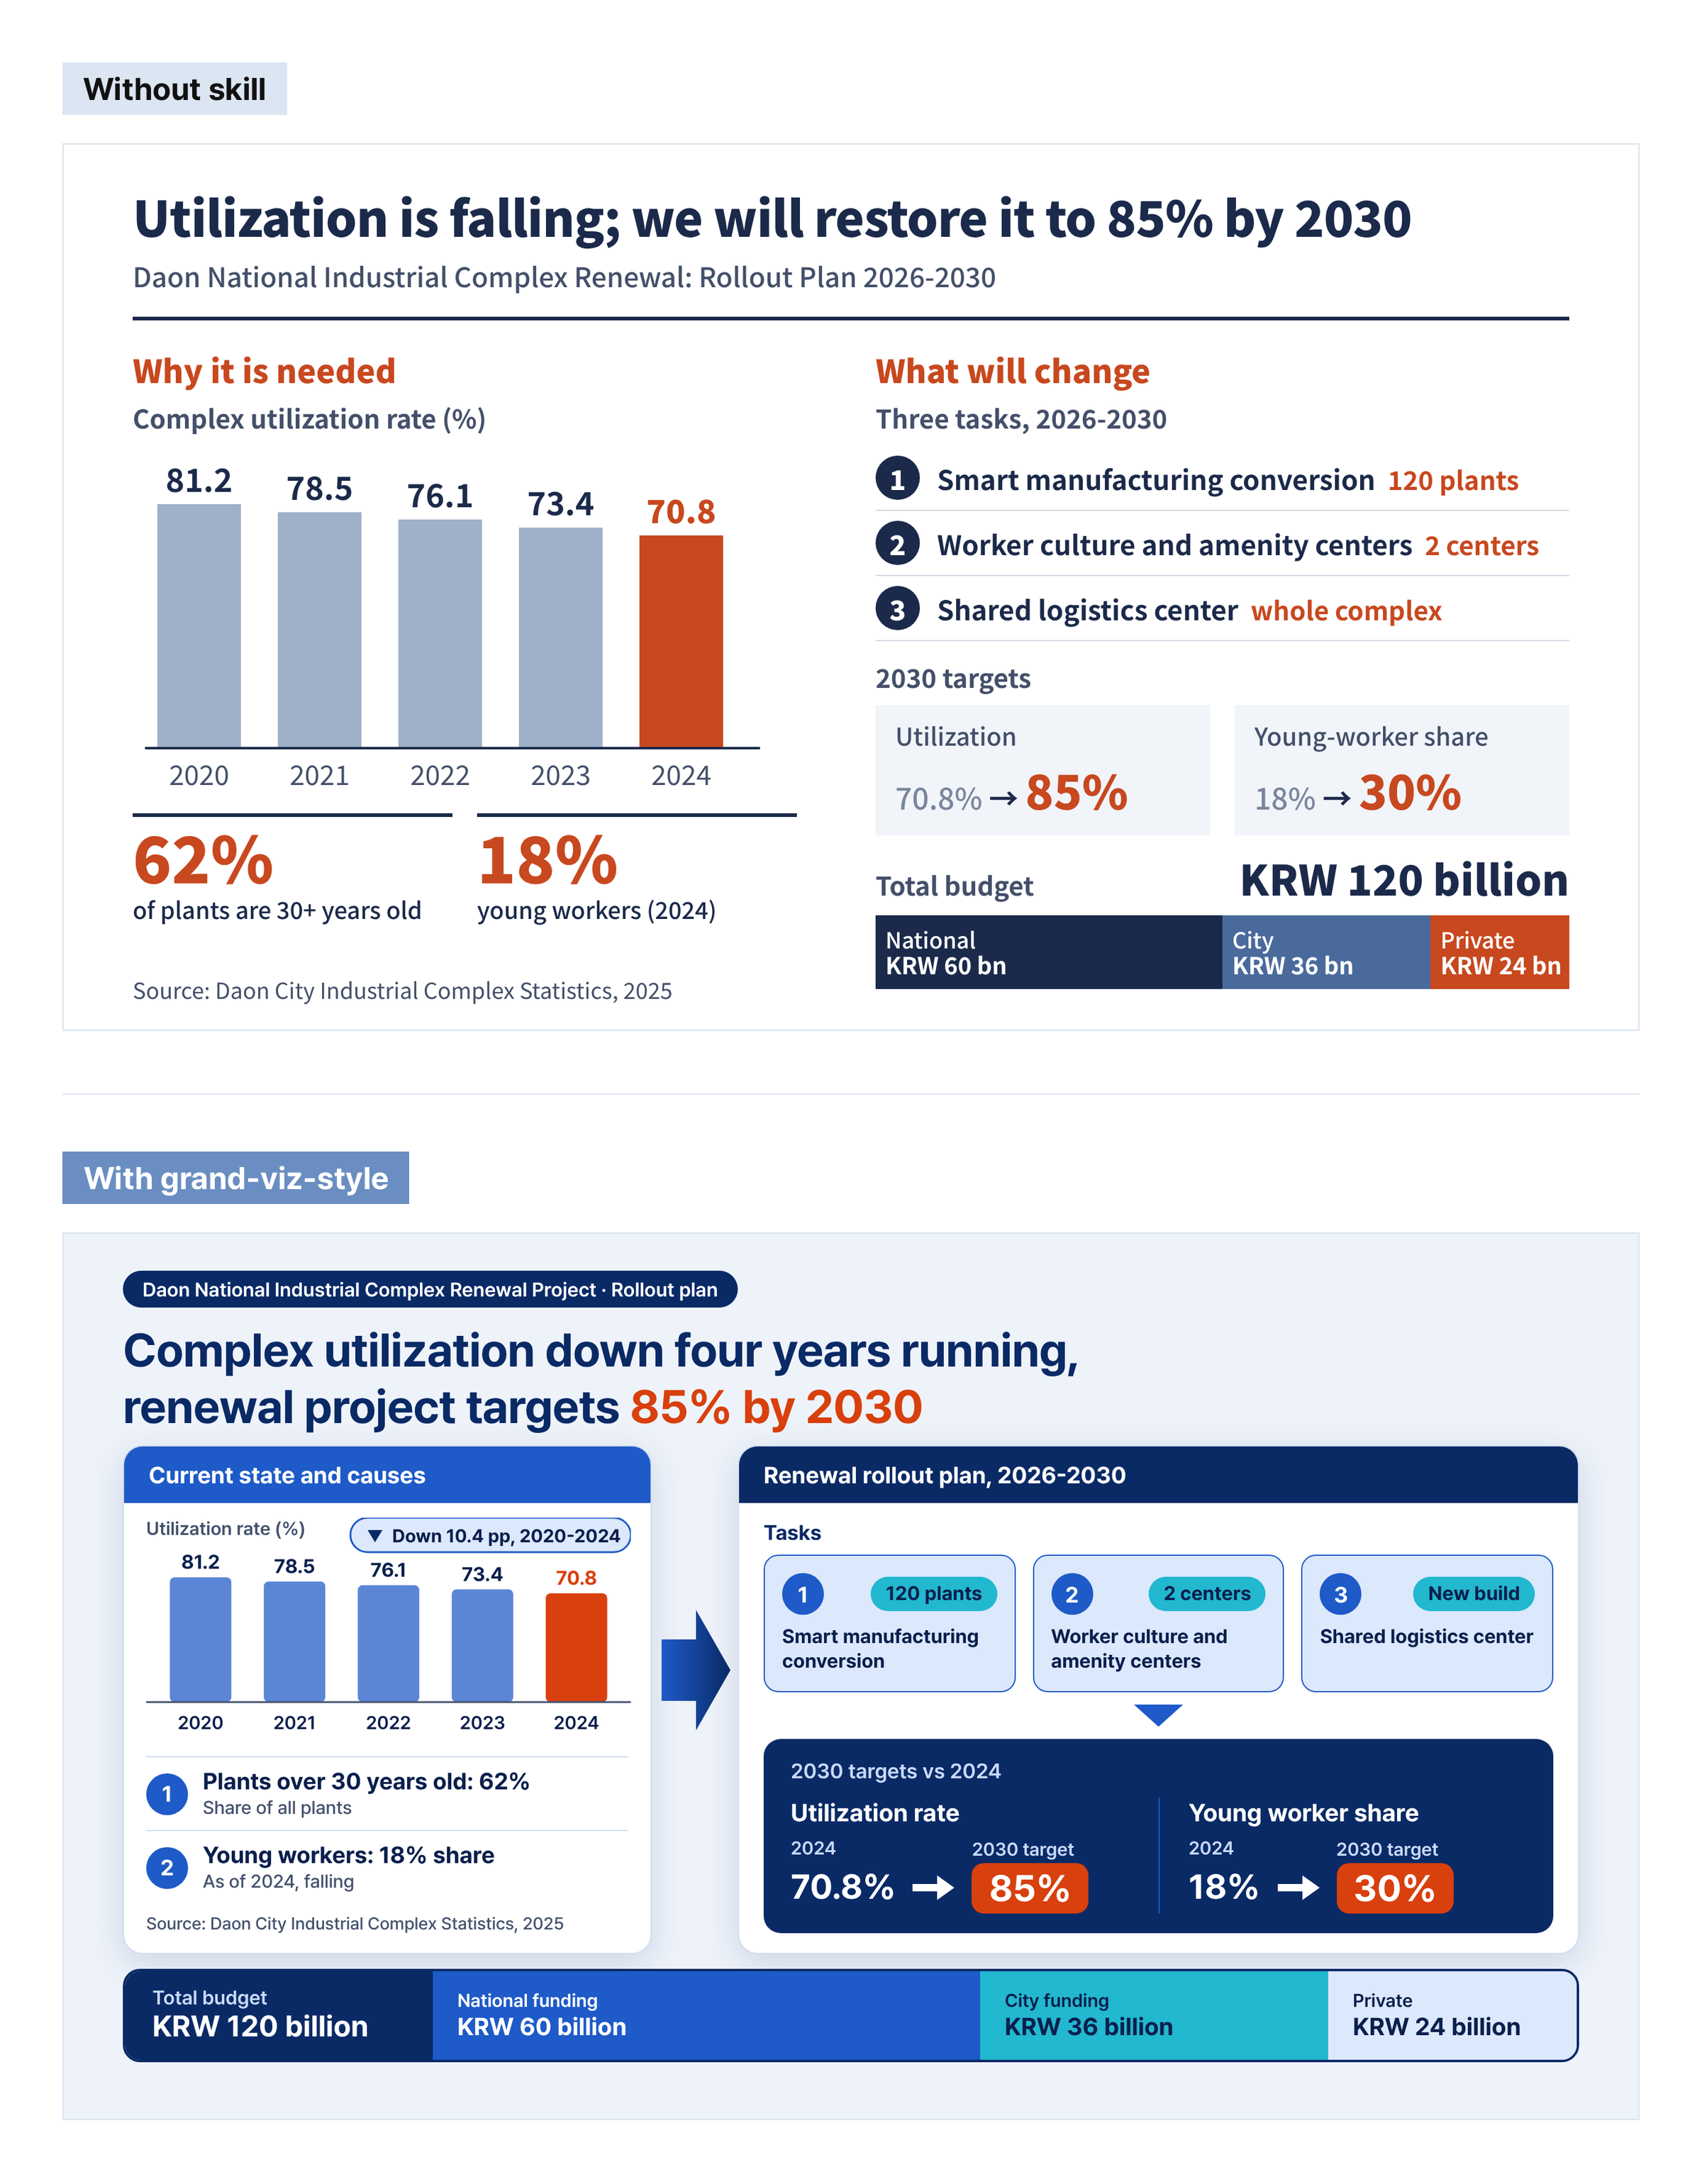 Without skill
Utilization is falling; we will restore it to 85% by 2030
Daon National Industrial Complex Renewal: Rollout Plan 2026-2030
Why it is needed
Complex utilization rate (%)
81.2
78.5
76.1
73.4
70.8
2020
2021
2022
2023
2024
62%
of plants are 30+ years old
18%
young workers (2024)
Source: Daon City Industrial Complex Statistics, 2025
What will change
Three tasks, 2026-2030
1 Smart manufacturing conversion 120 plants
2 Worker culture and amenity centers 2 centers
3 Shared logistics center whole complex
2030 targets
Utilization
70.8% → 85%
Young-worker share
18% → 30%
Total budget
KRW 120 billion
National
KRW 60 bn
City
KRW 36 bn
Private
KRW 24 bn
With grand-viz-style
Daon National Industrial Complex Renewal Project · Rollout plan
Complex utilization down four years running,
renewal project targets 85% by 2030
Current state and causes
Utilization rate (%)
▼ Down 10.4 pp, 2020-2024
81.2
78.5
76.1
73.4
70.8
2020
2021
2022
2023
2024
1
Plants over 30 years old: 62%
Share of all plants
2
Young workers: 18% share
As of 2024, falling
Source: Daon City Industrial Complex Statistics, 2025
Renewal rollout plan, 2026-2030
Tasks
1
120 plants
Smart manufacturing
conversion
2
2 centers
Worker culture and
amenity centers
3
New build
Shared logistics center
2030 targets vs 2024
Utilization rate
2024
70.8%
2030 target
85%
Young worker share
2024
18%
2030 target
30%
Total budget
KRW 120 billion
National funding
KRW 60 billion
City funding
KRW 36 billion
Private
KRW 24 billion